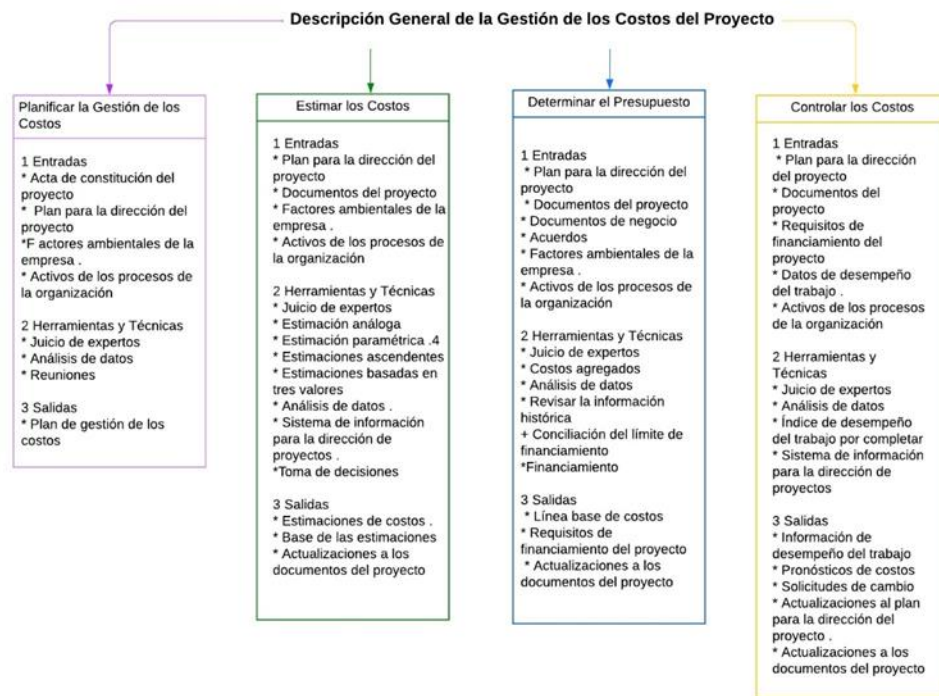 Descripción General de la Gestión de los Costos del Proyecto
Planificar la Gestión de los
Costos
1 Entradas
* Acta de constitución del
proyecto
* Plan para la dirección del
proyecto
*F actores ambientales de la
empresa .
* Activos de los procesos de
la organización
2 Herramientas y Técnicas
* Juicio de expertos
* Análisis de datos
* Reuniones
3 Salidas
* Plan de gestión de los
costos
Estimar los Costos
1 Entradas
* Plan para la dirección del
proyecto
* Documentos del proyecto
* Factores ambientales de la
empresa .
* Activos de los procesos de
la organización
2 Herramientas y Técnicas
* Juicio de expertos
* Estimación análoga
* Estimación paramétrica .4
* Estimaciones ascendentes
* Estimaciones basadas en
tres valores
* Análisis de datos .
* Sistema de información
para la dirección de
proyectos .
*Toma de decisiones
3 Salidas
* Estimaciones de costos .
* Base de las estimaciones
* Actualizaciones a los
documentos del proyecto
Determinar el Presupuesto
1 Entradas
* Plan para la dirección del
proyecto
* Documentos del proyecto
* Documentos de negocio
* Acuerdos
* Factores ambientales de la
empresa .
* Activos de los procesos de
la organización
2 Herramientas y Técnicas
* Juicio de expertos
* Costos agregados
* Análisis de datos
* Revisar la información
histórica
+ Conciliación del límite de
financiamiento
*Financiamiento
3 Salidas
* Línea base de costos
* Requisitos de
financiamiento del proyecto
* Actualizaciones a los
documentos del proyecto
Controlar los Costos
1 Entradas
* Plan para la dirección
del proyecto
* Documentos del
proyecto
* Requisitos de
financiamiento del
proyecto
* Datos de desempeño
del trabajo .
* Activos de los procesos
de la organización
2 Herramientas y
Técnicas
* Juicio de expertos
* Análisis de datos
* Índice de desempeño
del trabajo por completar
* Sistema de información
para la dirección de
proyectos
3 Salidas
* Información de
desempeño del trabajo
* Pronósticos de costos
* Solicitudes de cambio
* Actualizaciones al plan
para la dirección del
proyecto .
* Actualizaciones a los
documentos del proyecto